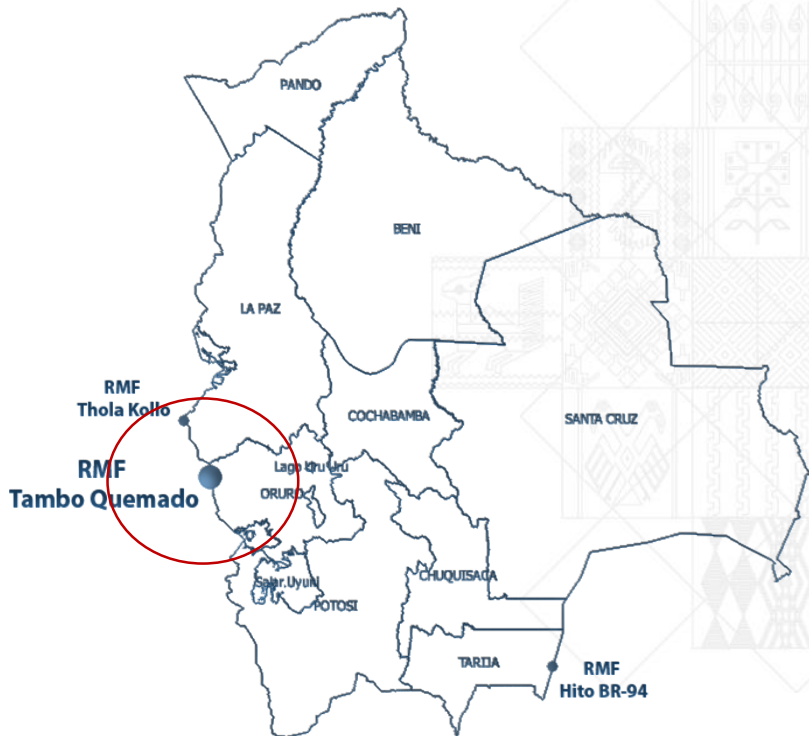 PANDO
BENI
LA PAZ
RMF
Thola Kollo
COCHABAMBA
SANTA CRUZ
RMF
Tambo Quemado
Lago Uru Uru
ORURO
CHUQUISACA
Salar.Uyuni
POTOSI
TARIJA
RMF
Hito BR-94